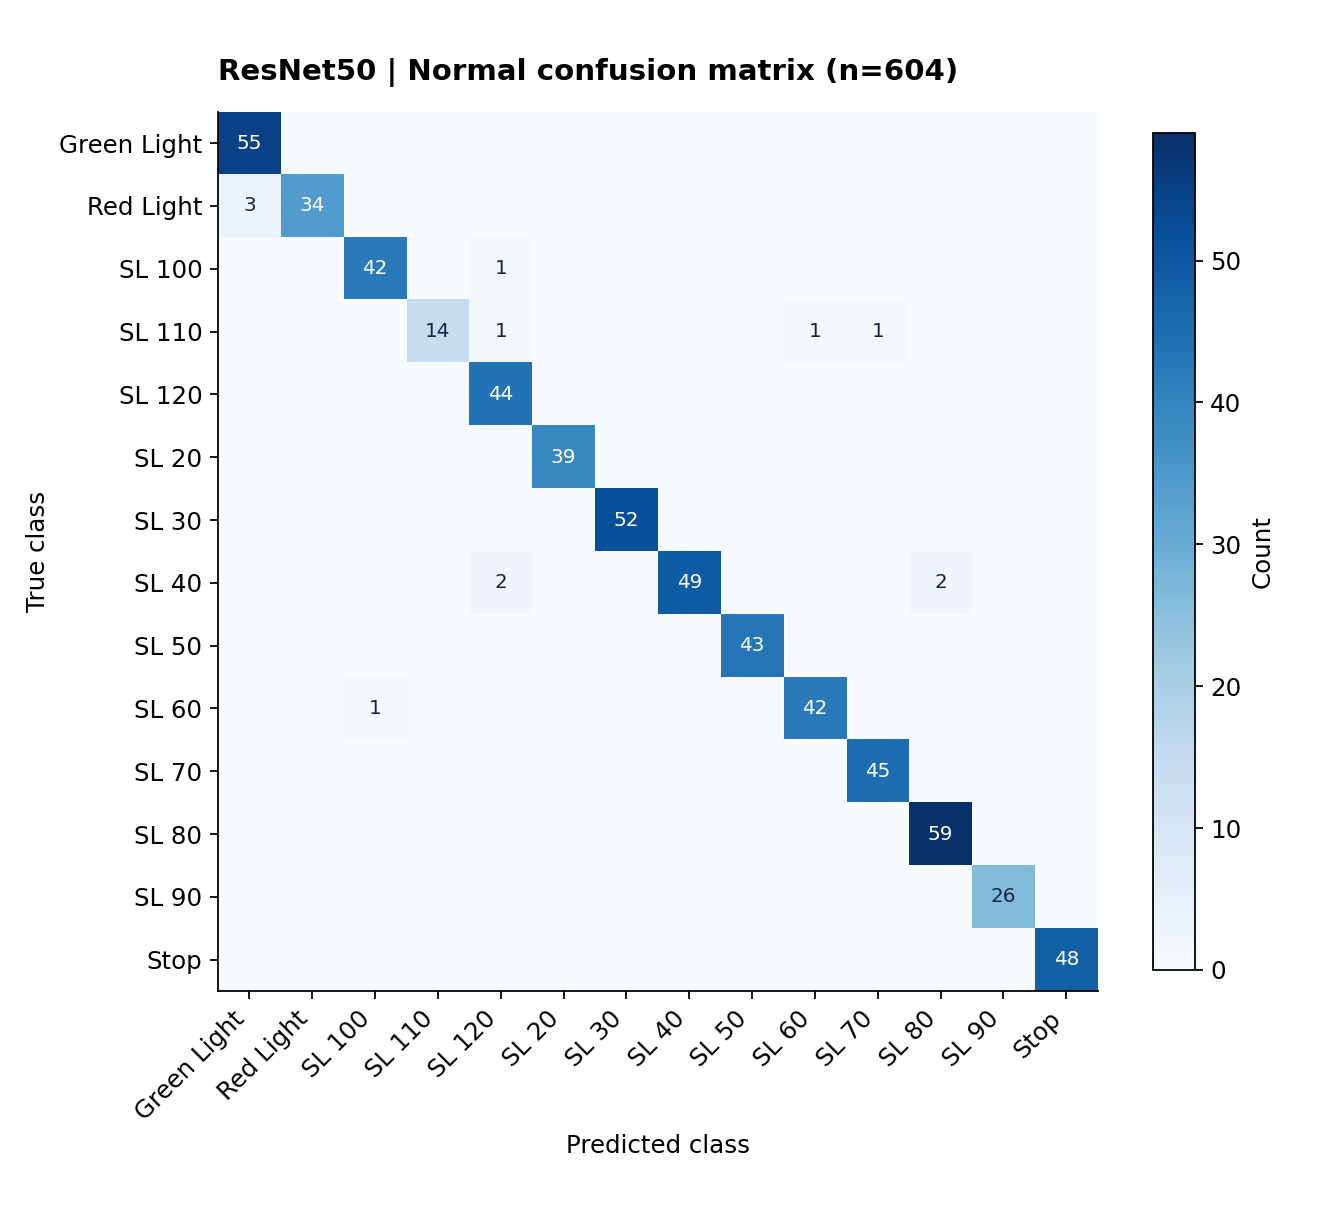 ResNet50 | Normal confusion matrix (n=604)
Green Light 55
Red Light 3 34
SL 100 42 1
SL 110 14 1 1 1
SL 120 44
SL 20 39
SL 30 52
SL 40 2 49 2
SL 50 43
SL 60 1 42
SL 70 45
SL 80 59
SL 90 26
Stop 48
True class
Green Light Red Light SL 100 SL 110 SL 120 SL 20 SL 30 SL 40 SL 50 SL 60 SL 70 SL 80 SL 90 Stop
Predicted class
50
40
30
20
10
0
Count